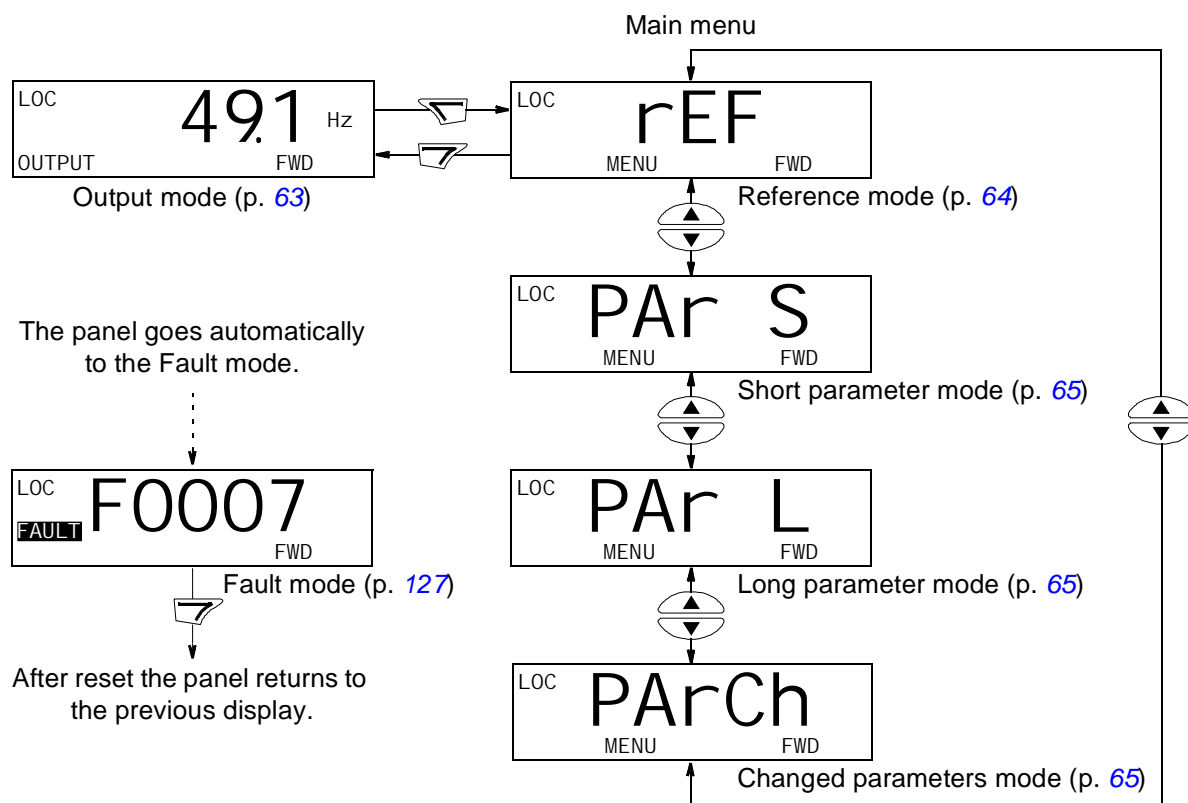 Main menu
LOC
49.1 Hz
OUTPUT FWD
Output mode (p. 63)
LOC
rEF
MENU FWD
Reference mode (p. 64)
LOC
PAr S
MENU FWD
Short parameter mode (p. 65)
The panel goes automatically
to the Fault mode.
LOC
FAULT F0007
FWD
Fault mode (p. 127)
After reset the panel returns to
the previous display.
LOC
PAr L
MENU FWD
Long parameter mode (p. 65)
LOC
PArCh
MENU FWD
Changed parameters mode (p. 65)